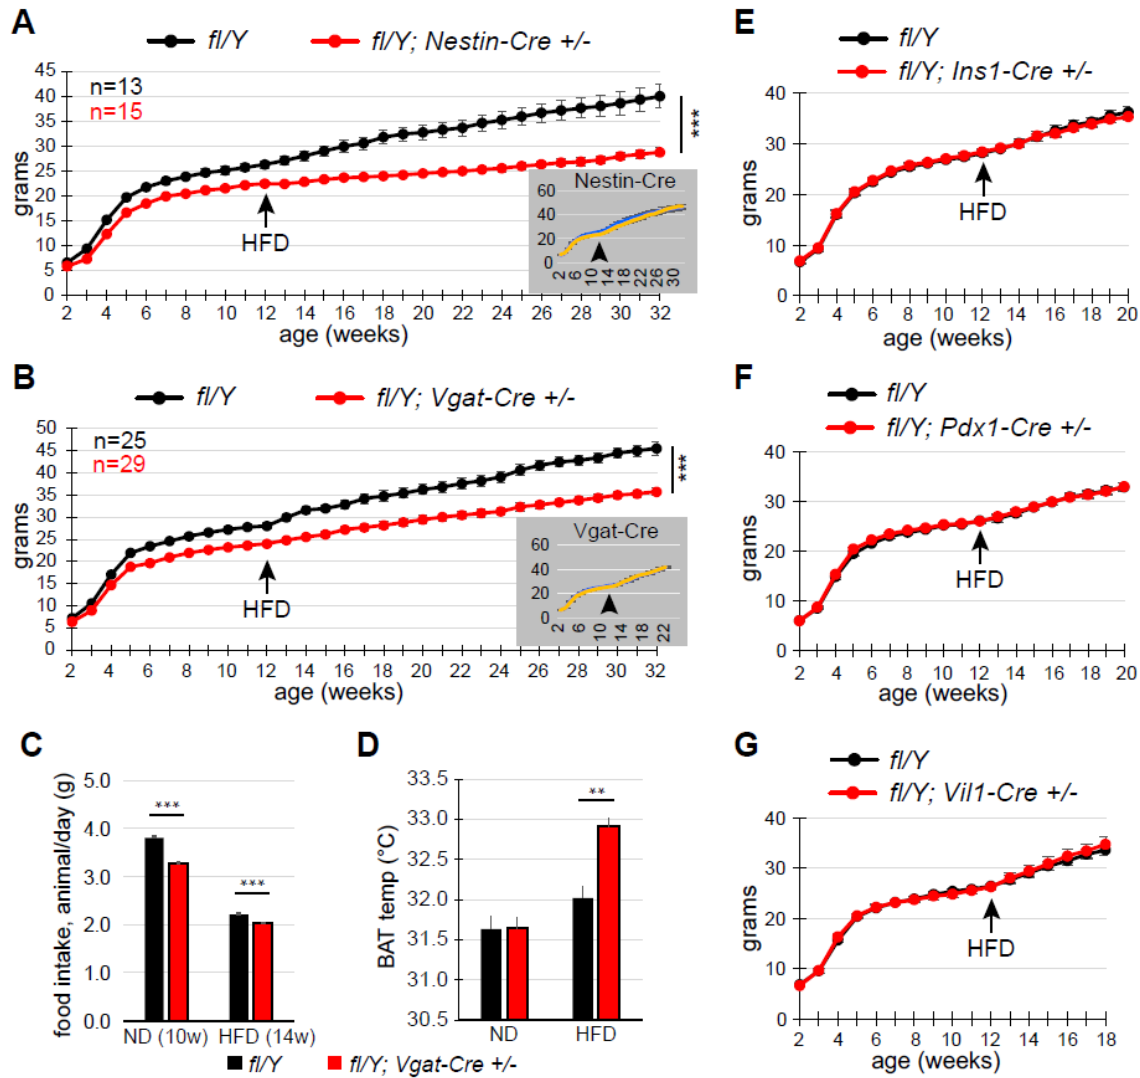 A
fl/Y
fl/Y; Nestin-Cre +/-
45
40
35
30
25
20
15
10
5
0
grams
n=13
n=15
***
HFD
Nestin-Cre
60
40
20
0
2 6 10 14 18 22 26 30
2 4 6 8 10 12 14 16 18 20 22 24 26 28 30 32
age (weeks)
B
fl/Y
fl/Y; Vgat-Cre +/-
50
45
40
35
30
25
20
15
10
5
0
grams
n=25
n=29
***
HFD
Vgat-Cre
60
40
20
0
2 6 10 14 18 22
2 4 6 8 10 12 14 16 18 20 22 24 26 28 30 32
age (weeks)
C
food intake, animal/day (g)
5.0
4.0
3.0
2.0
1.0
0.0
***
***
ND (10w) HFD (14w)
D
BAT temp (°C)
33.5
33.0
32.5
32.0
31.5
31.0
30.5
**
ND HFD
fl/Y fl/Y; Vgat-Cre +/-
E
fl/Y
fl/Y; Ins1-Cre +/-
40
30
20
10
0
grams
HFD
2 4 6 8 10 12 14 16 18 20
age (weeks)
F
fl/Y
fl/Y; Pdx1-Cre +/-
40
30
20
10
0
grams
HFD
2 4 6 8 10 12 14 16 18 20
age (weeks)
G
fl/Y
fl/Y; Vil1-Cre +/-
40
30
20
10
0
grams
HFD
2 4 6 8 10 12 14 16 18
age (weeks)